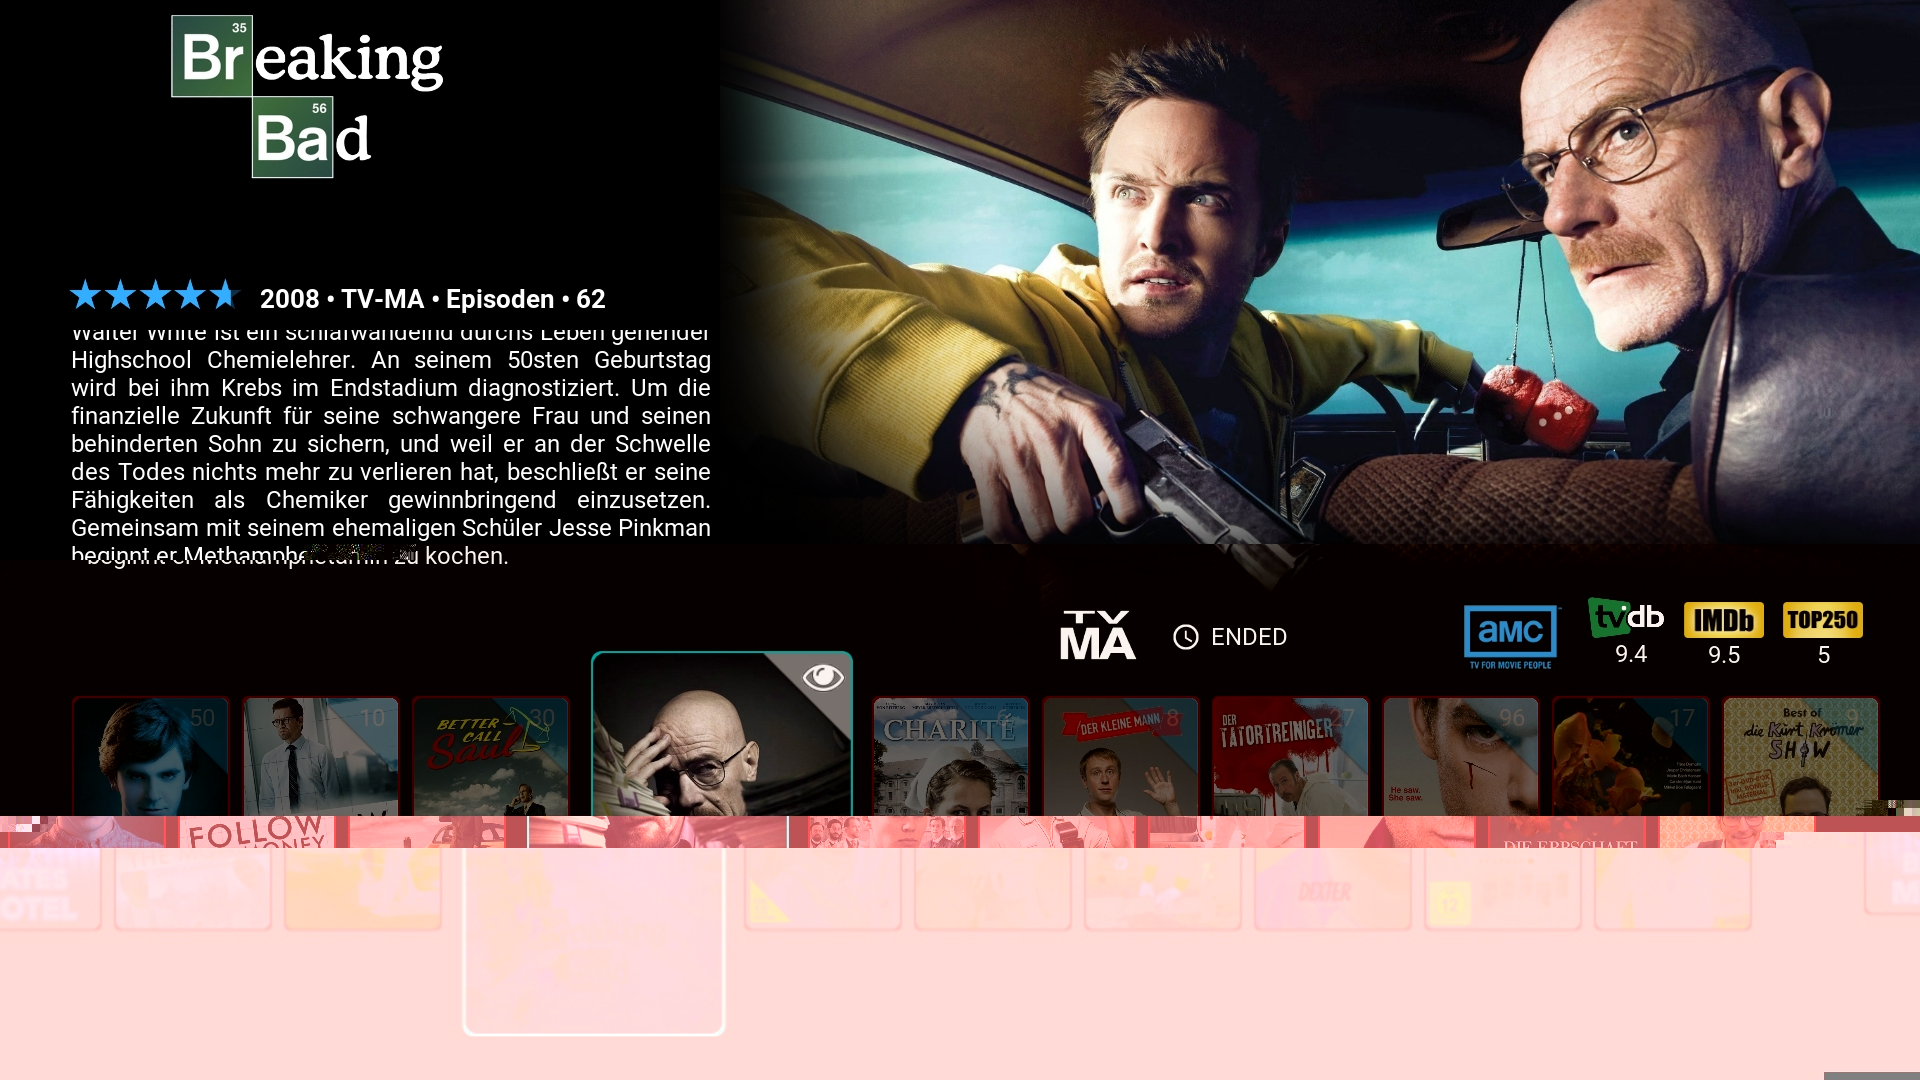 35
Breaking
56
Bad
2008 • TV-MA • Episoden • 62
Walter White ist ein schlafwandelnd durchs Leben gehender
Highschool Chemielehrer. An seinem 50sten Geburtstag
wird bei ihm Krebs im Endstadium diagnostiziert. Um die
finanzielle Zukunft für seine schwangere Frau und seinen
behinderten Sohn zu sichern, und weil er an der Schwelle
des Todes nichts mehr zu verlieren hat, beschließt er seine
Fähigkeiten als Chemiker gewinnbringend einzusetzen.
Gemeinsam mit seinem ehemaligen Schüler Jesse Pinkman
beginnt er Methamphetamin zu kochen.
TV
MA
ENDED
amc
TV FOR MOVIE PEOPLE
tvdb
9.4
IMDb
9.5
TOP250
5
50
10
30
BETTER
CALL
Saul
CHARITÉ
DER KLEINE MANN
8
DER
TATORTREINIGER
27
96
He saw.
She saw.
17
Best of
9
die Kurt Krömer
SHOW
FOLLOW
MONEY
DIE ERBSCHAFT
ATES
OTEL
DEXTER
12